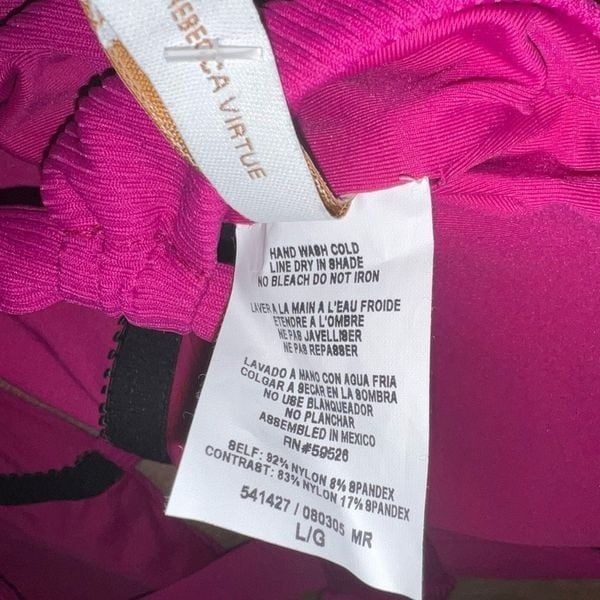 REBECCA VIRTUE
HAND WASH COLD
LINE DRY IN SHADE
NO BLEACH DO NOT IRON
LAVER A LA MAIN A L'EAU FROIDE
ETENDRE A L'OMBRE
NE PAS JAVELLISER
NE PAS REPASSER
LAVADO A MANO CON AGUA FRIA
COLGAR A SECAR EN LA SOMBRA
NO USE BLANQUEADOR
NO PLANCHAR
ASSEMBLED IN MEXICO
RN#59526
SELF: 92% NYLON 8% SPANDEX
CONTRAST: 83% NYLON 17% SPANDEX
541427 / 080305 MR
L/G